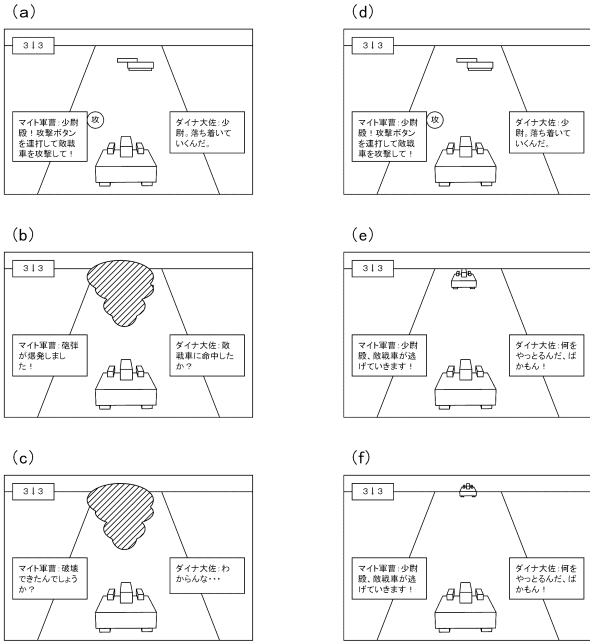 (a)
3↓3
マイト軍曹:少尉
殿!攻撃ボタン
を連打して敵戦
車を攻撃して!
攻
ダイナ大佐:少
尉。落ち着いて
いくんだ。
(b)
3↓3
マイト軍曹:砲弾
が爆発しまし
た!
ダイナ大佐:敵
戦車に命中した
か?
(c)
3↓3
マイト軍曹:破壊
できたんでしょう
か?
ダイナ大佐:わ
からんな・・・
(d)
3↓3
マイト軍曹:少尉
殿!攻撃ボタン
を連打して敵戦
車を攻撃して!
攻
ダイナ大佐:少
尉。落ち着いて
いくんだ。
(e)
3↓3
マイト軍曹:少尉
殿、敵戦車が逃
げていきます!
ダイナ大佐:何を
やっとるんだ、ば
かもん!
(f)
3↓3
マイト軍曹:少尉
殿、敵戦車が逃
げていきます!
ダイナ大佐:何を
やっとるんだ、ば
かもん!